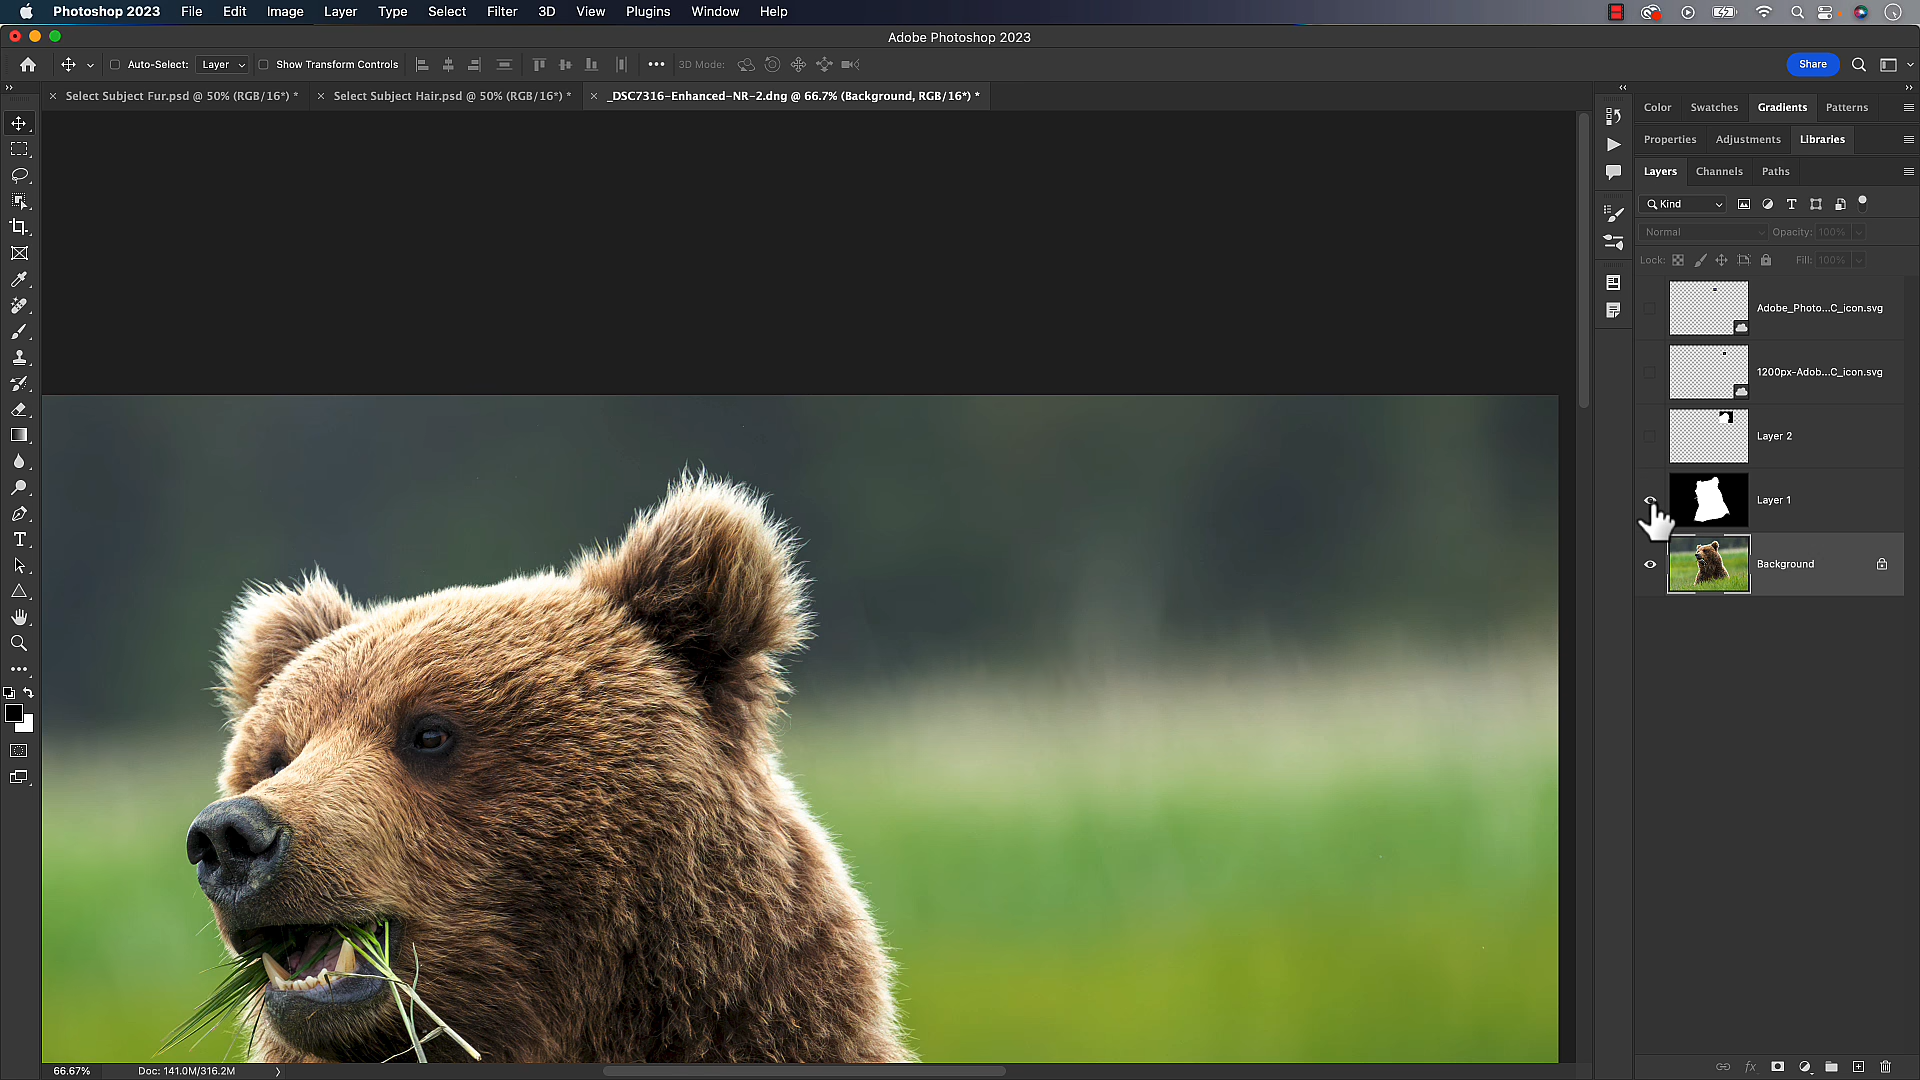 Photoshop 2023 File Edit Image Layer Type Select Filter 3D View Plugins Window Help
Adobe Photoshop 2023
Auto-Select: Layer Show Transform Controls 3D Mode: Share
Select Subject Fur.psd @ 50% (RGB/16*) * Select Subject Hair.psd @ 50% (RGB/16*) * _DSC7316-Enhanced-NR-2.dng @ 66.7% (Background, RGB/16*) *
Color Swatches Gradients Patterns
Properties Adjustments Libraries
Layers Channels Paths
Kind
Normal Opacity: 100%
Lock: Fill: 100%
Adobe_Photo...C_icon.svg
1200px-Adob...C_icon.svg
Layer 2
Layer 1
Background
66.67% Doc: 141.0M/316.2M
fx